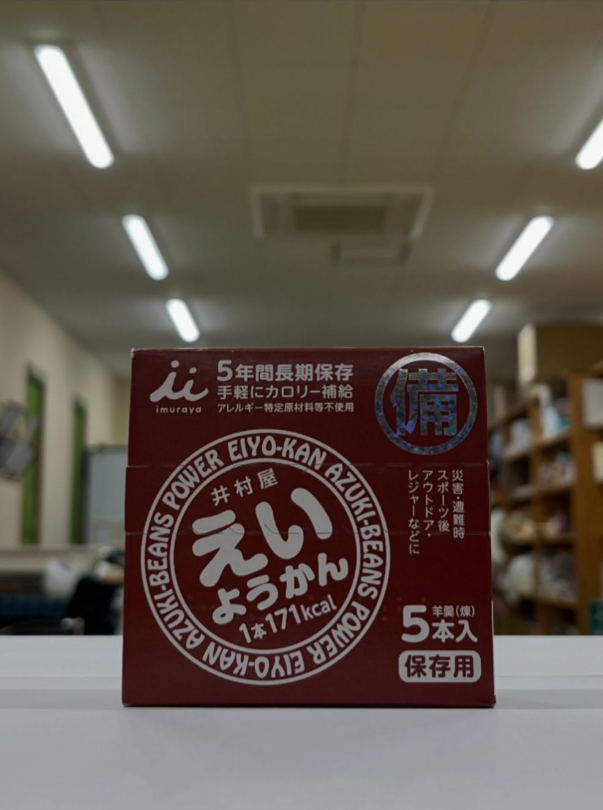 imuraya
5年間長期保存
手軽にカロリー補給
アレルギー特定原材料等不使用
備
AZUKI-BEANS POWER EIYO-KAN AZUKI-BEANS POWER EIYO-KAN
井村屋
えい
ようかん
1本171kcal
災害・遭難時
スポーツ後
アウトドア・
レジャーなどに
羊羹(煉)
5本入
保存用